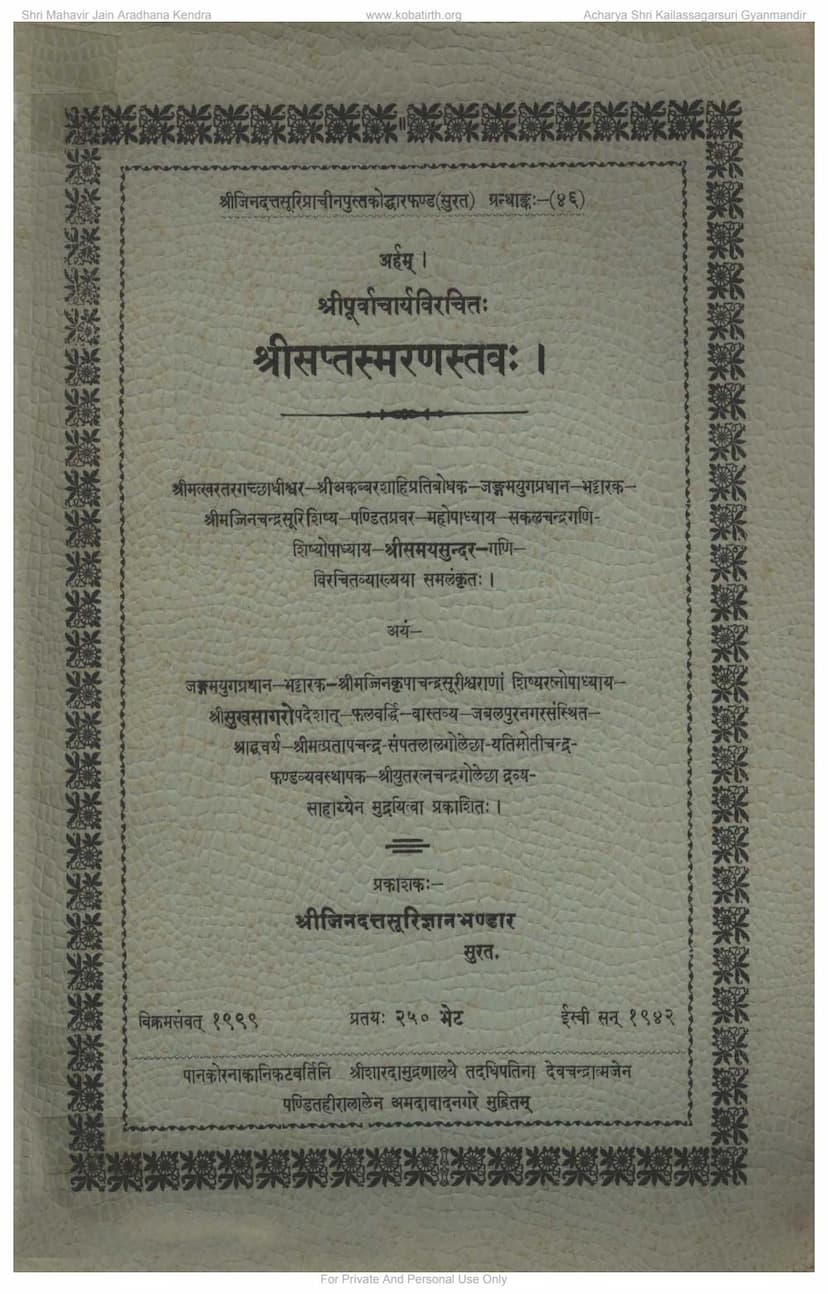 Shri Mahavir Jain Aradhana Kendra www.kobatirth.org Acharya Shri Kailassagarsuri Gyanmandir
श्रीजिनदत्तसूरिप्राचीनपुस्तकोद्धारफण्ड(सुरत) ग्रन्थाङ्कः–(४६)
अर्हम् ।
श्रीपूर्वाचार्यविरचितः
श्रीसप्तस्मरणस्तवः ।
श्रीमत्खरतरगच्छाधीश्वर–श्रीअकब्बरशाहिप्रतिबोधक–जङ्गमयुगप्रधान–भट्टारक–
श्रीमज्जिनचन्द्रसूरिशिष्य–पण्डितप्रवर–महोपाध्याय–सकलचन्द्रगणि-
शिष्योपाध्याय–श्रीसमयसुन्दर–गणि–
विरचितव्याख्यया समलंकृतः ।
अयं–
जङ्गमयुगप्रधान–भट्टारक–श्रीमज्जिनकृपाचन्द्रसूरीश्वराणां शिष्यरत्नोपाध्याय–
श्रीसुखसागरोपदेशात्–फलवर्द्धि–वास्तव्य–जबलपुरनगरसंस्थित–
श्राद्धवर्य–श्रीमत्प्रतापचन्द्र-संपतलालगोलेछा-यतिमोतीचन्द्र-
फण्डव्यवस्थापक–श्रीयुतरत्नचन्द्रगोलेछा द्रव्य-
साहाय्येन मुद्रयित्वा प्रकाशितः ।
प्रकाशकः–
श्रीजिनदत्तसूरिज्ञानभण्डार
सुरत.
विक्रमसंवत् १९९९ प्रतयः २५० भेट ईस्वी सन् १९४२
पानकोरनाकानिकटवर्तिनि श्रीशारदामुद्रणालये तदधिपतिना देवचन्द्रात्मजेन
पण्डितहीरालालेन अमदावादनगरे मुद्रितम्
For Private And Personal Use Only